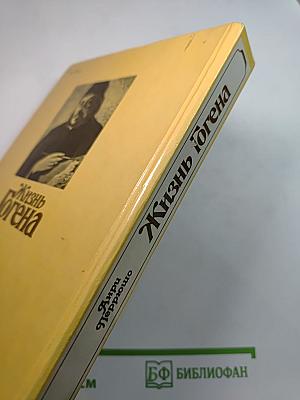 Жизнь
Гогена
Анри
Перрюшо
Жизнь Гогена
БФ БИБЛИОФАН